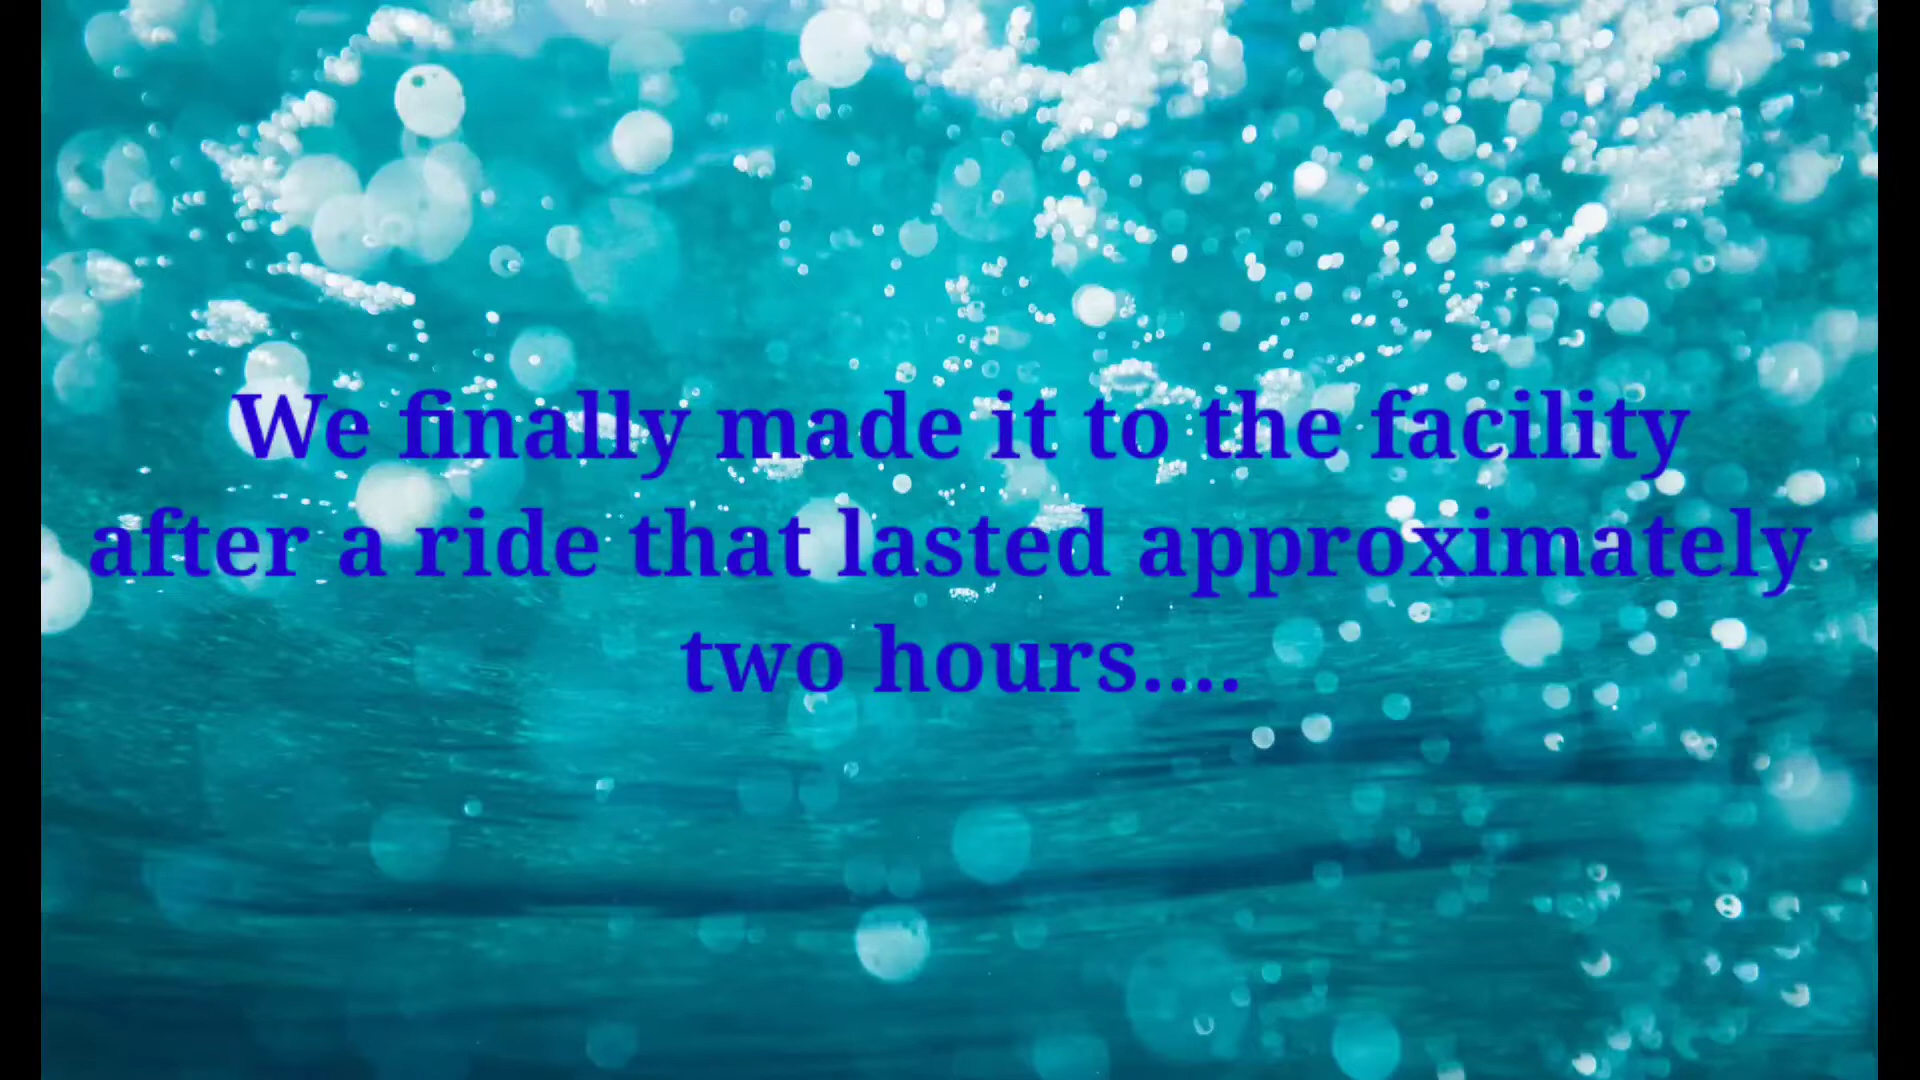 We finally made it to the facility
after a ride that lasted approximately
two hours....